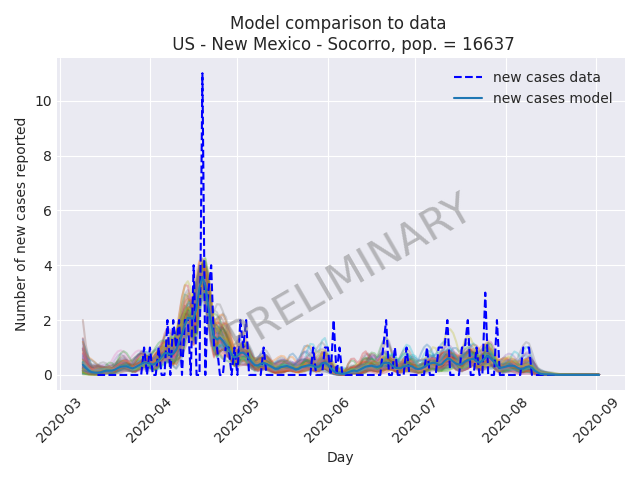 Model comparison to data
US - New Mexico - Socorro, pop. = 16637
new cases data
new cases model
Number of new cases reported
10
8
6
4
2
0
PRELIMINARY
2020-03
2020-04
2020-05
2020-06
2020-07
2020-08
2020-09
Day